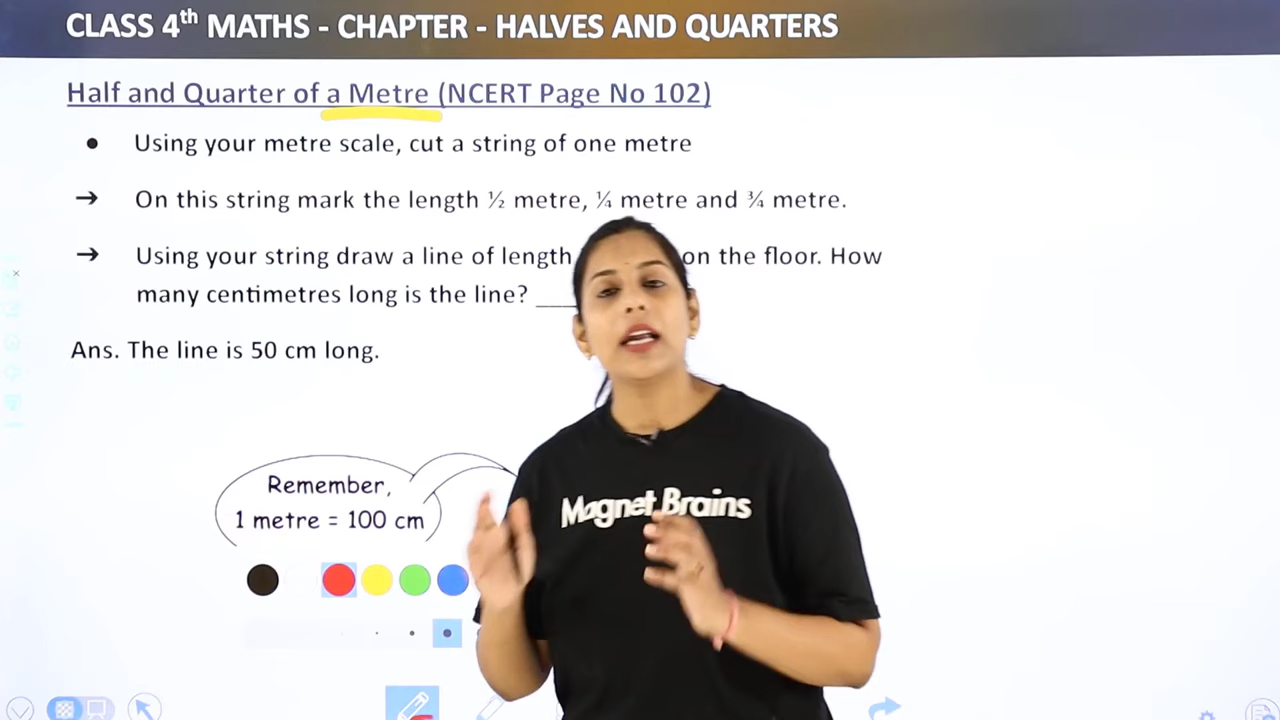 CLASS 4th MATHS - CHAPTER - HALVES AND QUARTERS
Half and Quarter of a Metre (NCERT Page No 102)
• Using your metre scale, cut a string of one metre
→ On this string mark the length ½ metre, ¼ metre and ¾ metre.
→ Using your string draw a line of length on the floor. How
many centimetres long is the line? ___
Ans. The line is 50 cm long.
Remember,
1 metre = 100 cm
Magnet Brains